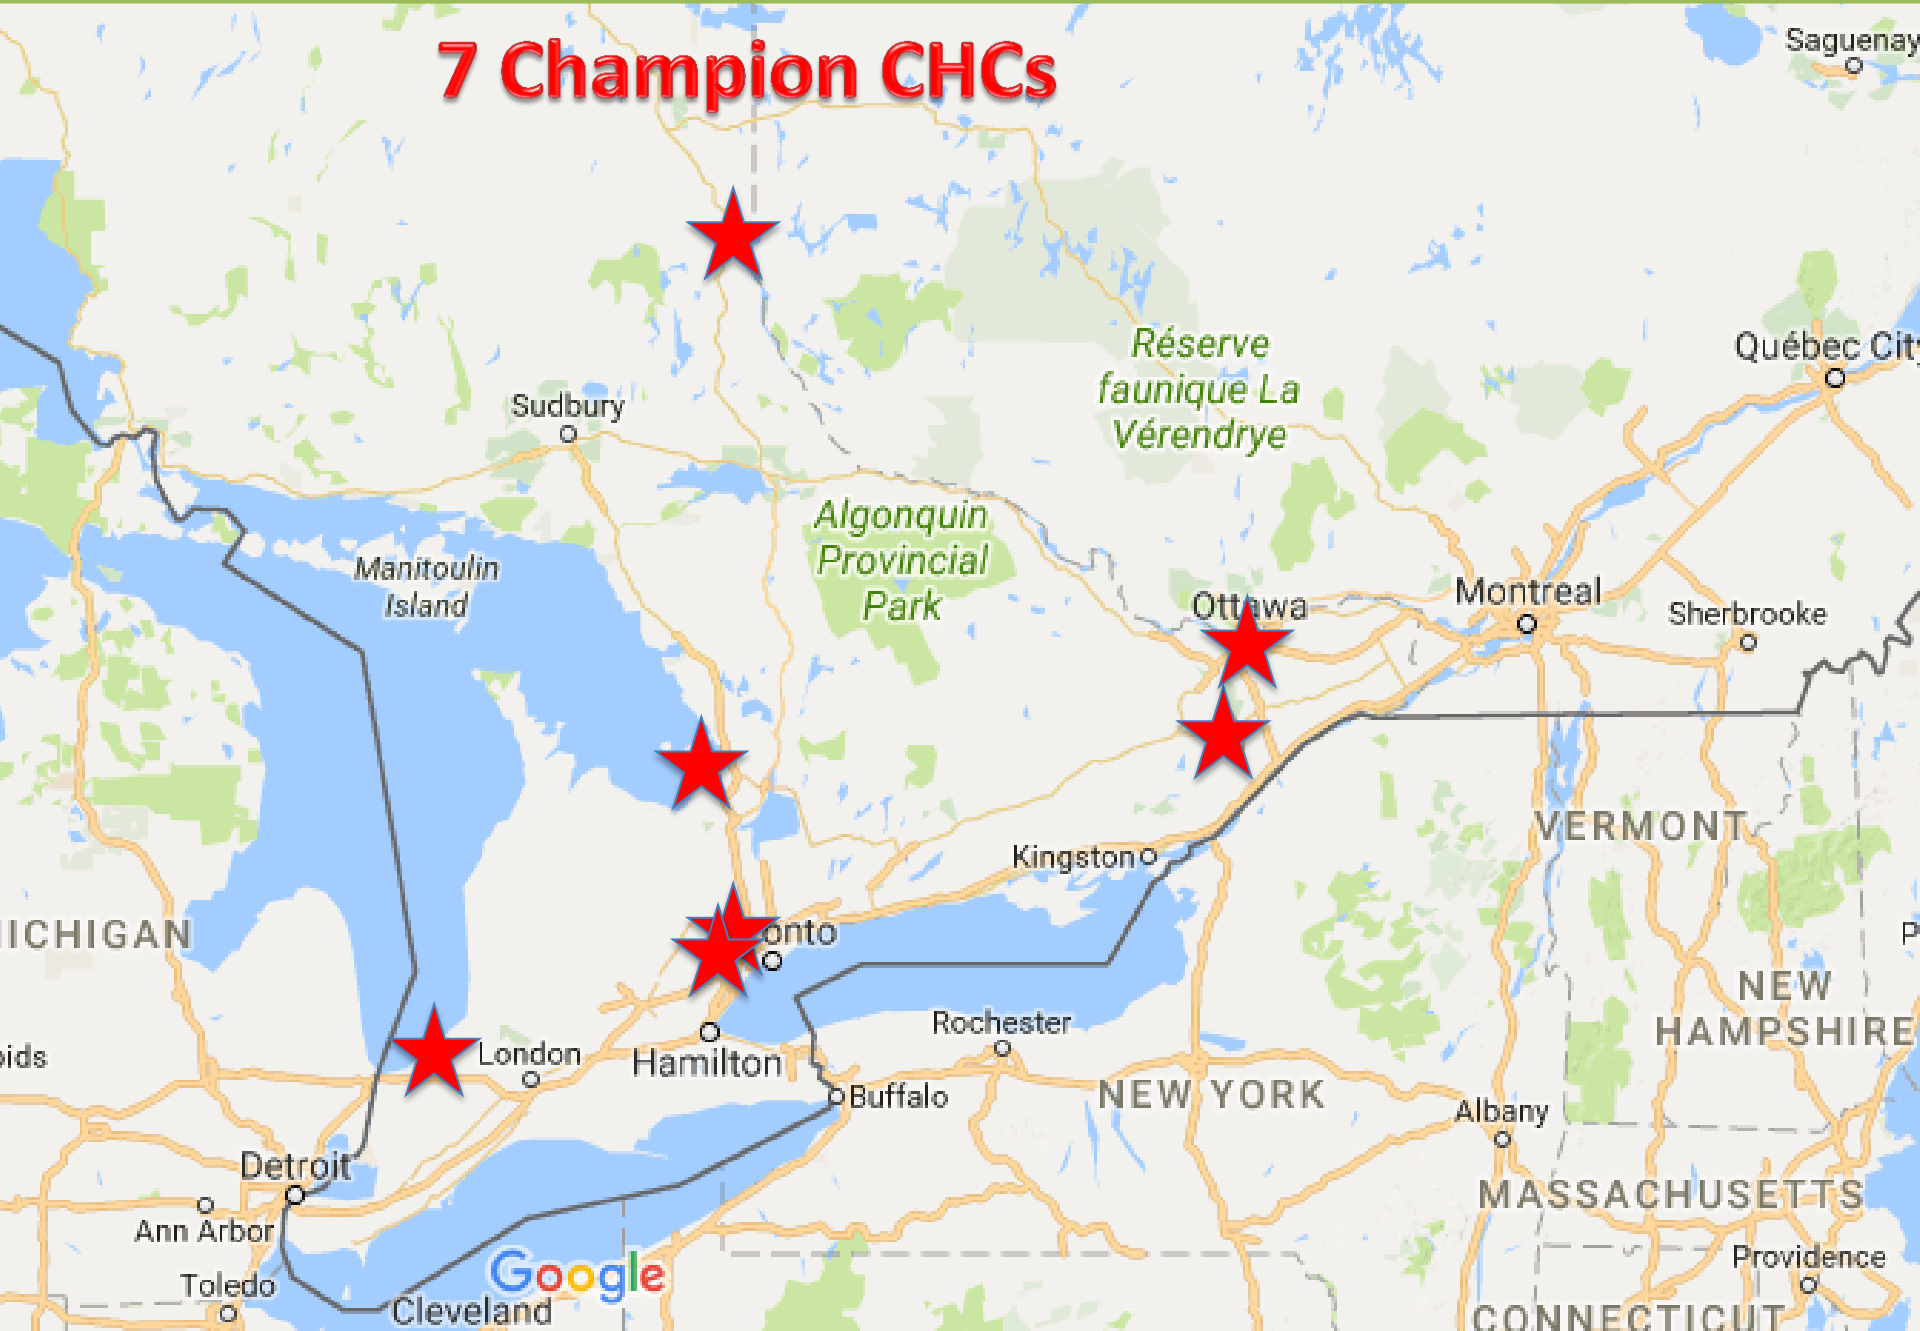 7 Champion CHCs
Saguenay
Réserve
faunique La
Vérendrye
Québec City
Sudbury
Algonquin
Provincial
Park
Manitoulin
Island
Ottawa
Montreal
Sherbrooke
VERMONT
Kingston
onto
NEW
HAMPSHIRE
P
ICHIGAN
Rochester
London
Hamilton
oids
NEW YORK
Buffalo
Albany
Detroit
MASSACHUSETTS
Ann Arbor
Providence
Toledo
Google
Cleveland
CONNECTICUT